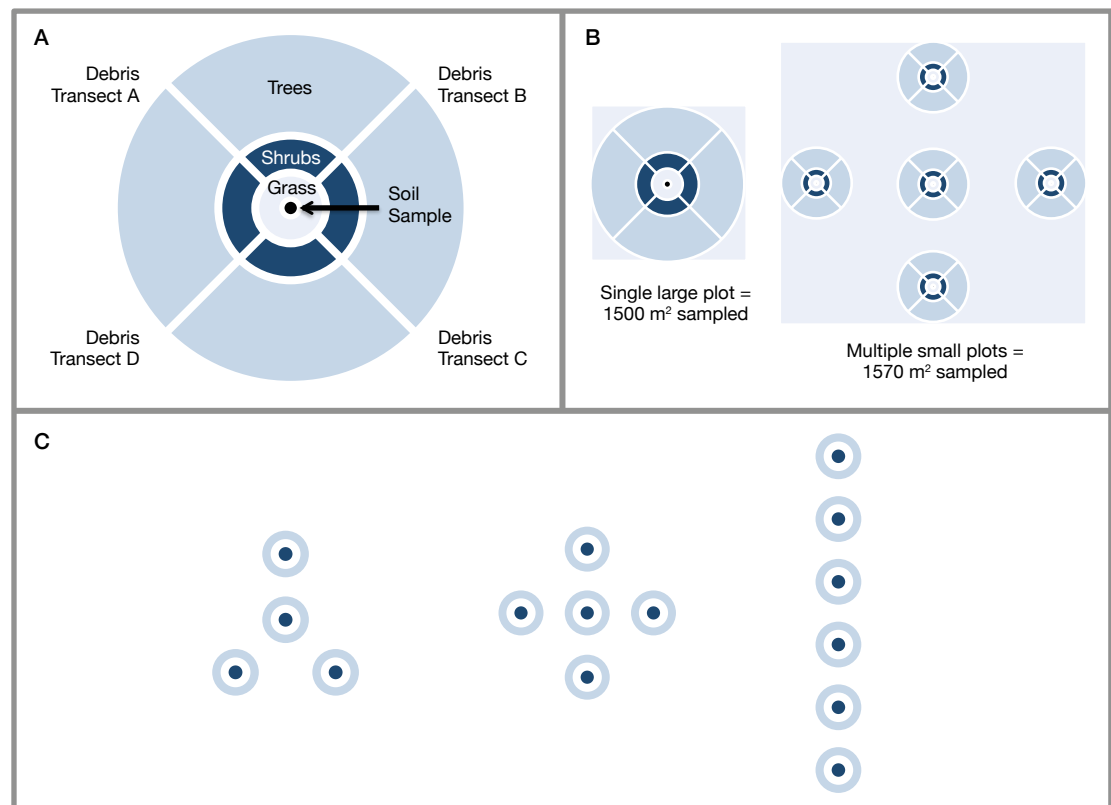 A
Debris
Transect A
Trees
Debris
Transect B
Shrubs
Grass
Soil
Sample
Debris
Transect D
Debris
Transect C
B
Single large plot =
1500 m² sampled
Multiple small plots =
1570 m² sampled
C